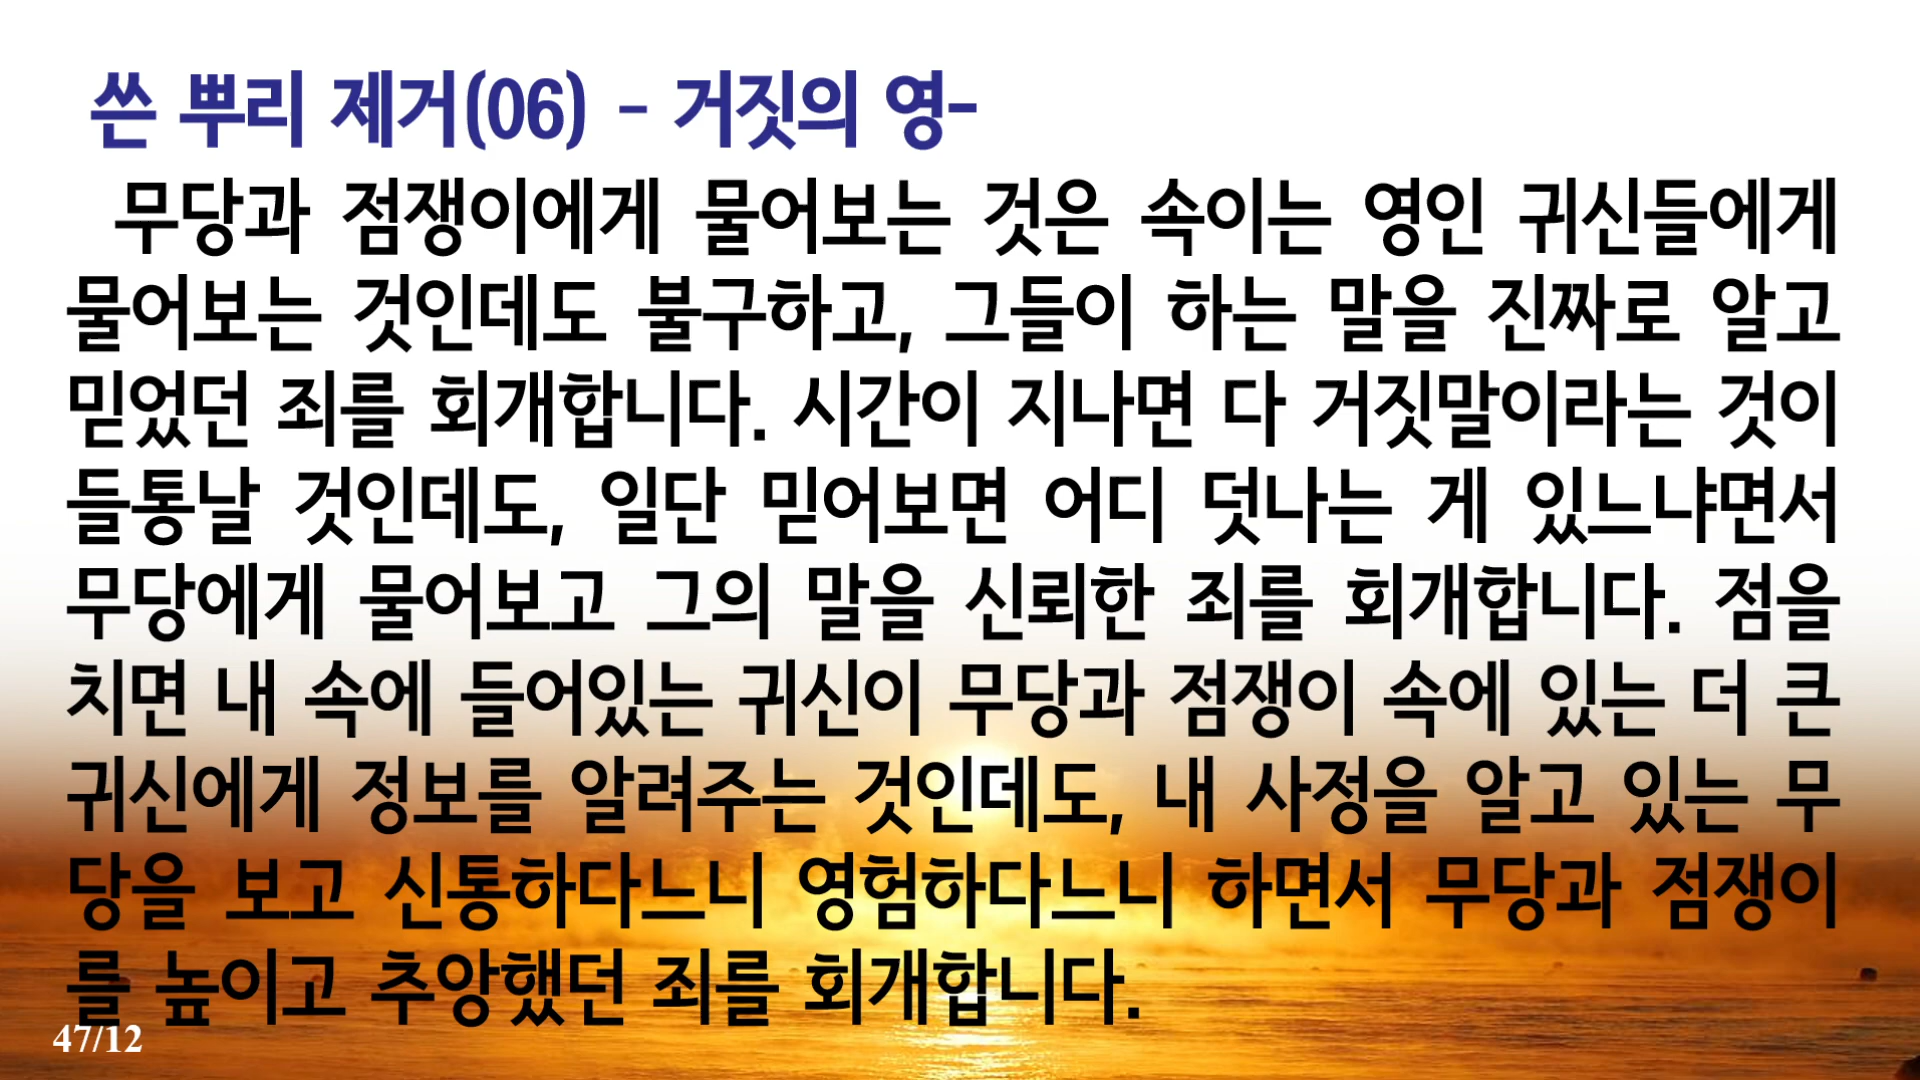 쓴 뿌리 제거(06) - 거짓의 영-
무당과 점쟁이에게 물어보는 것은 속이는 영인 귀신들에게
물어보는 것인데도 불구하고, 그들이 하는 말을 진짜로 알고
믿었던 죄를 회개합니다. 시간이 지나면 다 거짓말이라는 것이
들통날 것인데도, 일단 믿어보면 어디 덧나는 게 있느냐면서
무당에게 물어보고 그의 말을 신뢰한 죄를 회개합니다. 점을
치면 내 속에 들어있는 귀신이 무당과 점쟁이 속에 있는 더 큰
귀신에게 정보를 알려주는 것인데도, 내 사정을 알고 있는 무
당을 보고 신통하다느니 영험하다느니 하면서 무당과 점쟁이
를 높이고 추앙했던 죄를 회개합니다.
47/12